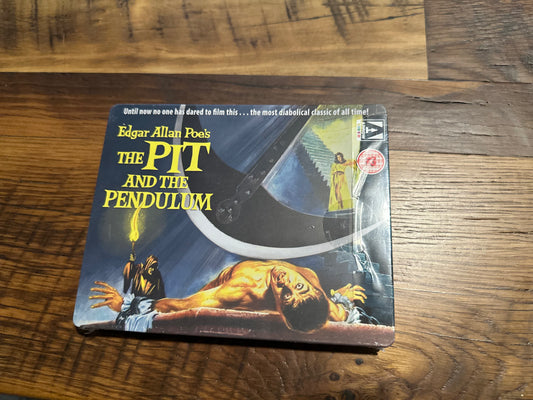 Until now no one has dared to film this . . . the most diabolical classic of all time!
Edgar Allan Poe's
THE PIT
AND THE
PENDULUM